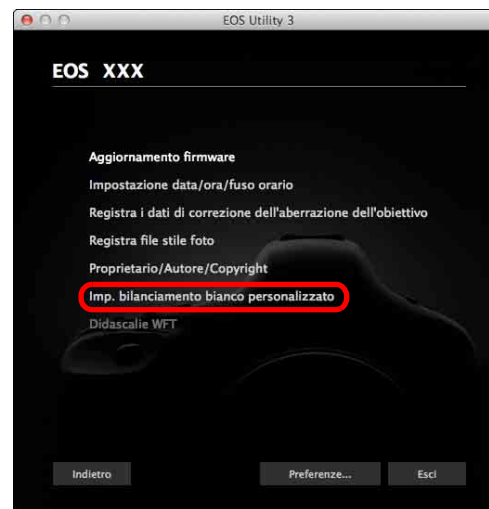 EOS Utility 3
EOS XXX
Aggiornamento firmware
Impostazione data/ora/fuso orario
Registra i dati di correzione dell'aberrazione dell'obiettivo
Registra file stile foto
Proprietario/Autore/Copyright
Imp. bilanciamento bianco personalizzato
Didascalie WFT
Indietro
Preferenze...
Esci